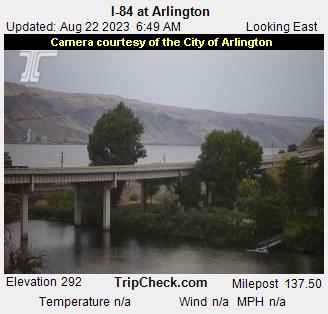 I-84 at Arlington
Updated: Aug 22 2023 6:49 AM Looking East
Camera courtesy of the City of Arlington
Elevation 292 TripCheck.com Milepost 137.50
Temperature n/a Wind n/a MPH n/a